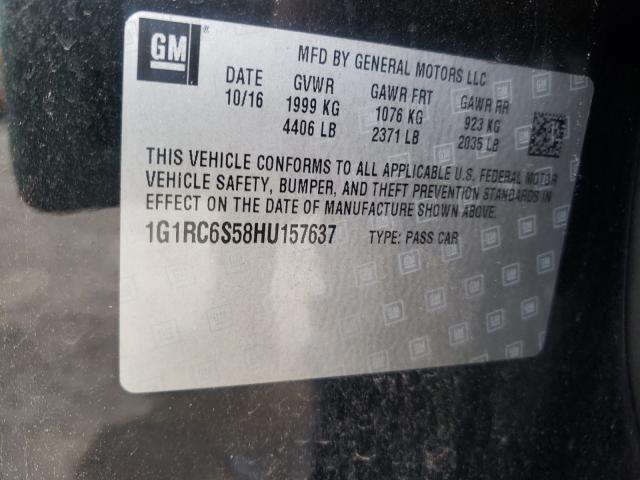 GM
MFD BY GENERAL MOTORS LLC
DATE GVWR GAWR FRT GAWR RR
10/16 1999 KG 1076 KG 923 KG
4406 LB 2371 LB 2035 LB
THIS VEHICLE CONFORMS TO ALL APPLICABLE U.S. FEDERAL MOTOR
VEHICLE SAFETY, BUMPER, AND THEFT PREVENTION STANDARDS IN
EFFECT ON THE DATE OF MANUFACTURE SHOWN ABOVE.
1G1RC6S58HU157637 TYPE: PASS CAR